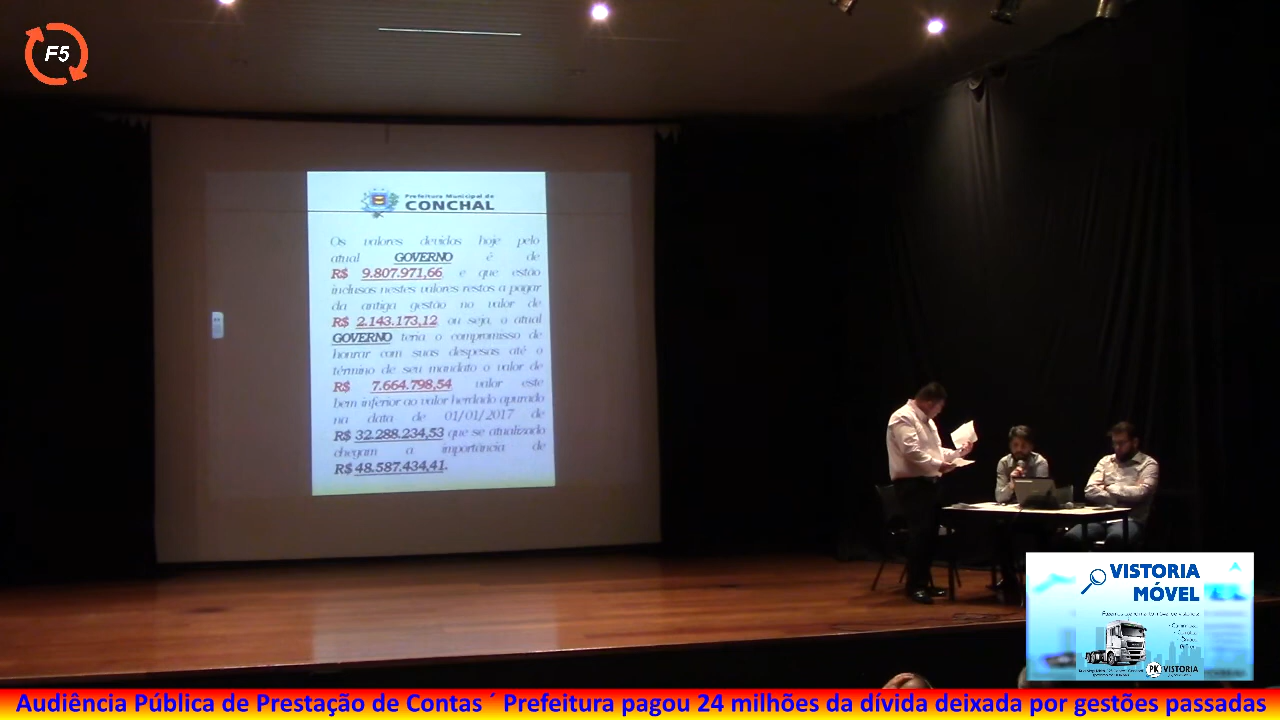 F5
Prefeitura Municipal de
CONCHAL
Os valores devidos hoje pelo
atual GOVERNO é de
R$ 9.807.971,66 e que estão
inclusos nestes valores restos a pagar
da antiga gestão no valor de
R$ 2.143.173,12 ou seja, o atual
GOVERNO teria o compromisso de
honrar com suas despesas até o
término de seu mandato o valor de
R$ 7.664.798,54 valor este
bem inferior ao valor herdado apurado
na data de 01/01/2017 de
R$ 32.288.234,53 que se atualizado
chegam a importância de
R$ 48.587.434,41.
VISTORIA
MÓVEL
PK VISTORIA
Audiência Pública de Prestação de Contas ´ Prefeitura pagou 24 milhões da dívida deixada por gestões passadas